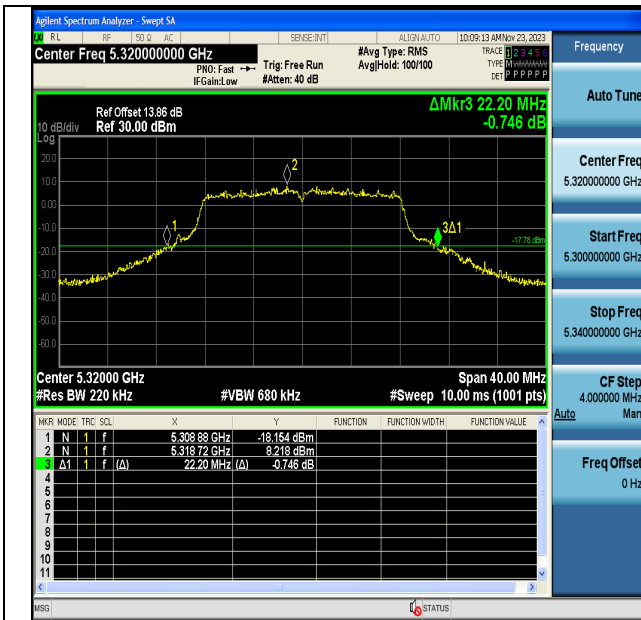 Agilent Spectrum Analyzer - Swept SA
RL RF 50 Ω AC SENSE:INT ALIGN AUTO 10:09:13 AM Nov 23, 2023
Center Freq 5.320000000 GHz
PNO: Fast
IFGain:Low
Trig: Free Run
#Atten: 40 dB
#Avg Type: RMS
Avg|Hold: 100/100
TRACE 1 2 3 4 5 6
TYPE M
DET P P P P P P
Ref Offset 13.86 dB
10 dB/div Ref 30.00 dBm
Log
ΔMkr3 22.20 MHz
-0.746 dB
20.0
10.0
0.00
-10.0
-20.0
-30.0
-40.0
-50.0
-60.0
1
2
3Δ1
-17.78 dBm
Center 5.32000 GHz Span 40.00 MHz
#Res BW 220 kHz #VBW 680 kHz #Sweep 10.00 ms (1001 pts)
MKR MODE TRC SCL X Y FUNCTION FUNCTION WIDTH FUNCTION VALUE
1 N 1 f 5.308 88 GHz -18.154 dBm
2 N 1 f 5.318 72 GHz 8.218 dBm
3 Δ1 1 f (Δ) 22.20 MHz (Δ) -0.746 dB
4
5
6
7
8
9
10
11
MSG STATUS
Frequency
Auto Tune
Center Freq
5.320000000 GHz
Start Freq
5.300000000 GHz
Stop Freq
5.340000000 GHz
CF Step
4.000000 MHz
Auto Man
Freq Offset
0 Hz